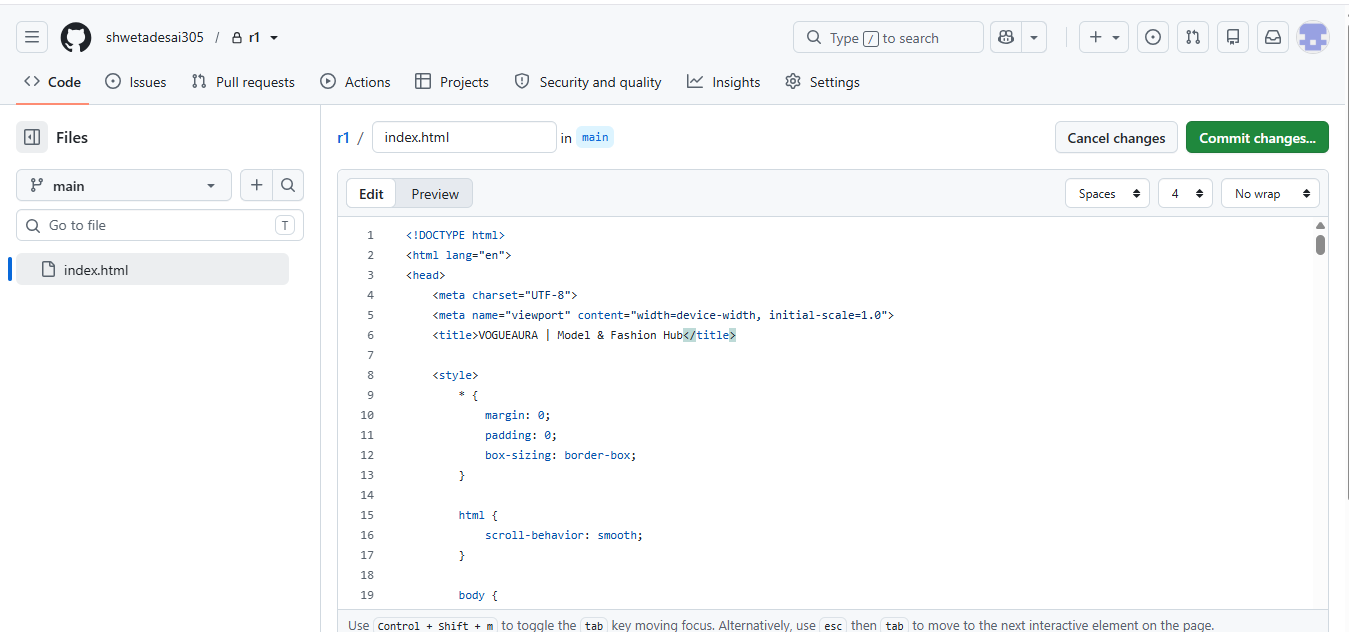 shwetadesai305 / r1
Type / to search
Code Issues Pull requests Actions Projects Security and quality Insights Settings
Files
main
Go to file T
index.html
r1 / index.html in main
Cancel changes Commit changes...
Edit Preview
Spaces 4 No wrap
1 <!DOCTYPE html>
2 <html lang="en">
3 <head>
4 <meta charset="UTF-8">
5 <meta name="viewport" content="width=device-width, initial-scale=1.0">
6 <title>VOGUEAURA | Model & Fashion Hub</title>
7
8 <style>
9 * {
10 margin: 0;
11 padding: 0;
12 box-sizing: border-box;
13 }
14
15 html {
16 scroll-behavior: smooth;
17 }
18
19 body {
Use Control + Shift + m to toggle the tab key moving focus. Alternatively, use esc then tab to move to the next interactive element on the page.